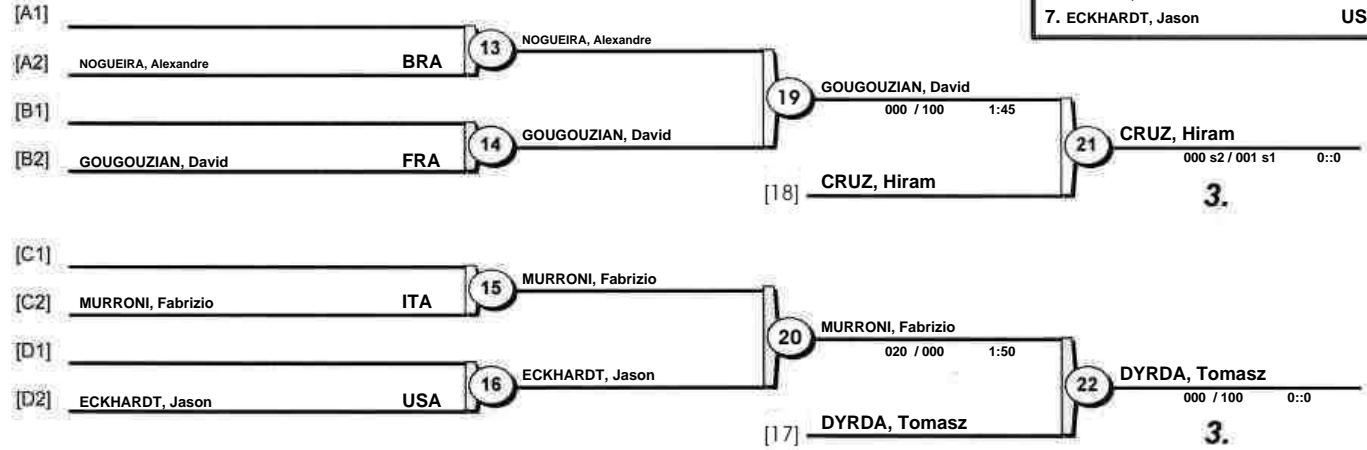 [A1]
7. ECKHARDT, Jason US
[A2] NOGUEIRA, Alexandre BRA
13 NOGUEIRA, Alexandre
[B1]
19 GOUGOUZIAN, David
000 / 100 1:45
[B2] GOUGOUZIAN, David FRA
14 GOUGOUZIAN, David
21 CRUZ, Hiram
000 s2 / 001 s1 0::0
[18] CRUZ, Hiram
3.
[C1]
[C2] MURRONI, Fabrizio ITA
15 MURRONI, Fabrizio
[D1]
20 MURRONI, Fabrizio
020 / 000 1:50
[D2] ECKHARDT, Jason USA
16 ECKHARDT, Jason
22 DYRDA, Tomasz
000 / 100 0::0
[17] DYRDA, Tomasz
3.